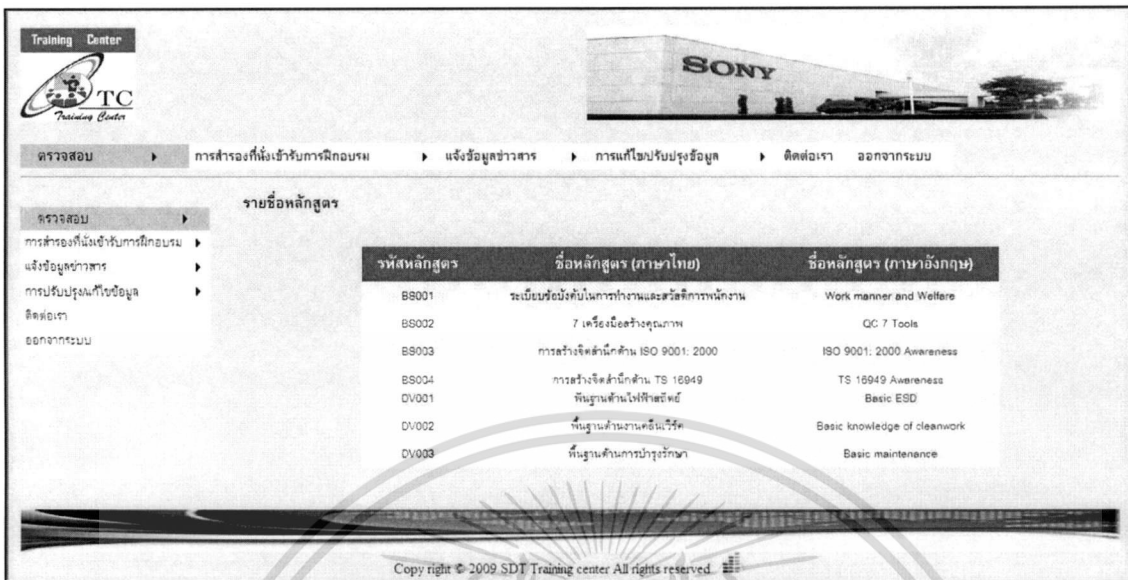 Training Center
TC
Training Center
SONY
ตรวจสอบ การสำรองที่นั่งเข้ารับการฝึกอบรม แจ้งข้อมูลข่าวสาร การแก้ไข/ปรับปรุงข้อมูล ติดต่อเรา ออกจากระบบ
รายชื่อหลักสูตร
ตรวจสอบ
การสำรองที่นั่งเข้ารับการฝึกอบรม
แจ้งข้อมูลข่าวสาร
การปรับปรุง/แก้ไขข้อมูล
ติดต่อเรา
ออกจากระบบ
รหัสหลักสูตร ชื่อหลักสูตร (ภาษาไทย) ชื่อหลักสูตร (ภาษาอังกฤษ)
BS001 ระเบียบข้อบังคับในการทำงานและสวัสดิการพนักงาน Work manner and Welfare
BS002 7 เครื่องมือสร้างคุณภาพ QC 7 Tools
BS003 การสร้างจิตสำนึกด้าน ISO 9001: 2000 ISO 9001: 2000 Awareness
BS004 การสร้างจิตสำนึกด้าน TS 16949 TS 16949 Awareness
DV001 พื้นฐานด้านไฟฟ้าสถิตย์ Basic ESD
DV002 พื้นฐานด้านงานคลีนเวิร์ค Basic knowledge of cleanwork
DV003 พื้นฐานด้านการบำรุงรักษา Basic maintenance
Copy right © 2009 SDT Training center All rights reserved